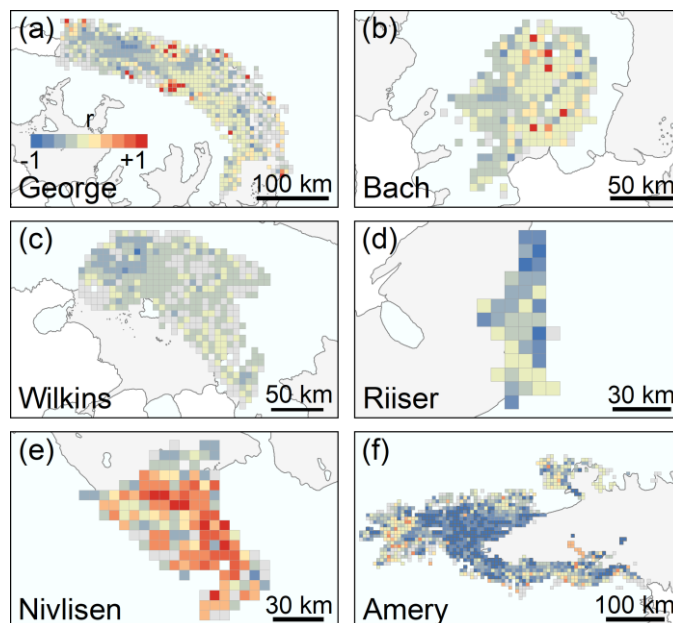 (a)
r
-1 +1
George
100 km
(b)
Bach
50 km
(c)
Wilkins
50 km
(d)
Riiser
30 km
(e)
Nivlisen
30 km
(f)
Amery
100 km